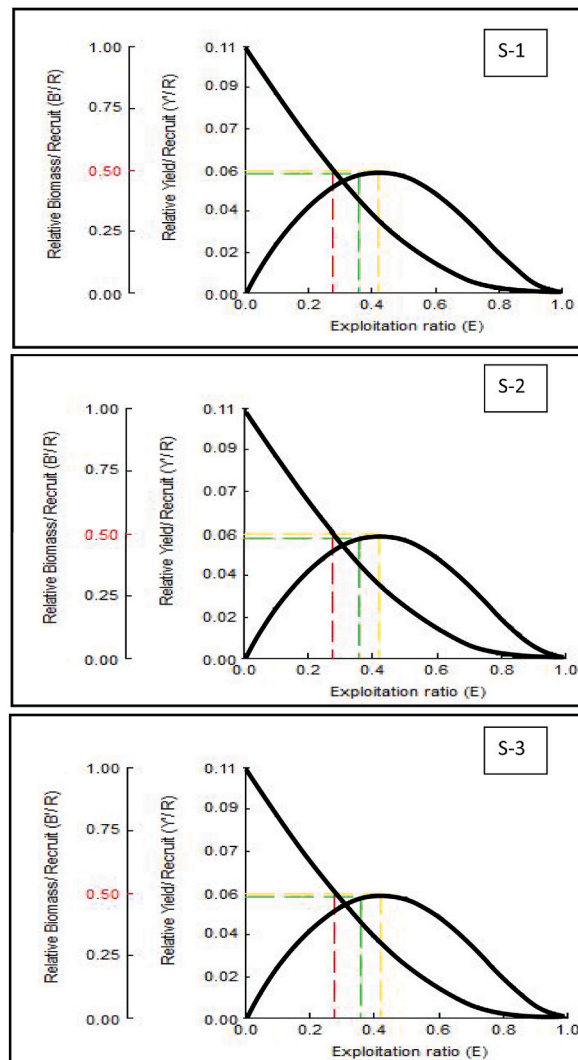 S-1
Relative Biomass/ Recruit (B'/ R)
1.00
0.75
0.50
0.25
0.00
Relative Yield/ Recruit (Y'/ R)
0.11
0.09
0.07
0.06
0.04
0.02
0.00
0.0 0.2 0.4 0.6 0.8 1.0
Exploitation ratio (E)
S-2
Relative Biomass/ Recruit (B'/ R)
1.00
0.75
0.50
0.25
0.00
Relative Yield/ Recruit (Y'/ R)
0.11
0.09
0.07
0.06
0.04
0.02
0.00
0.0 0.2 0.4 0.6 0.8 1.0
Exploitation ratio (E)
S-3
Relative Biomass/ Recruit (B'/ R)
1.00
0.75
0.50
0.25
0.00
Relative Yield/ Recruit (Y'/ R)
0.11
0.09
0.07
0.06
0.04
0.02
0.00
0.0 0.2 0.4 0.6 0.8 1.0
Exploitation ratio (E)